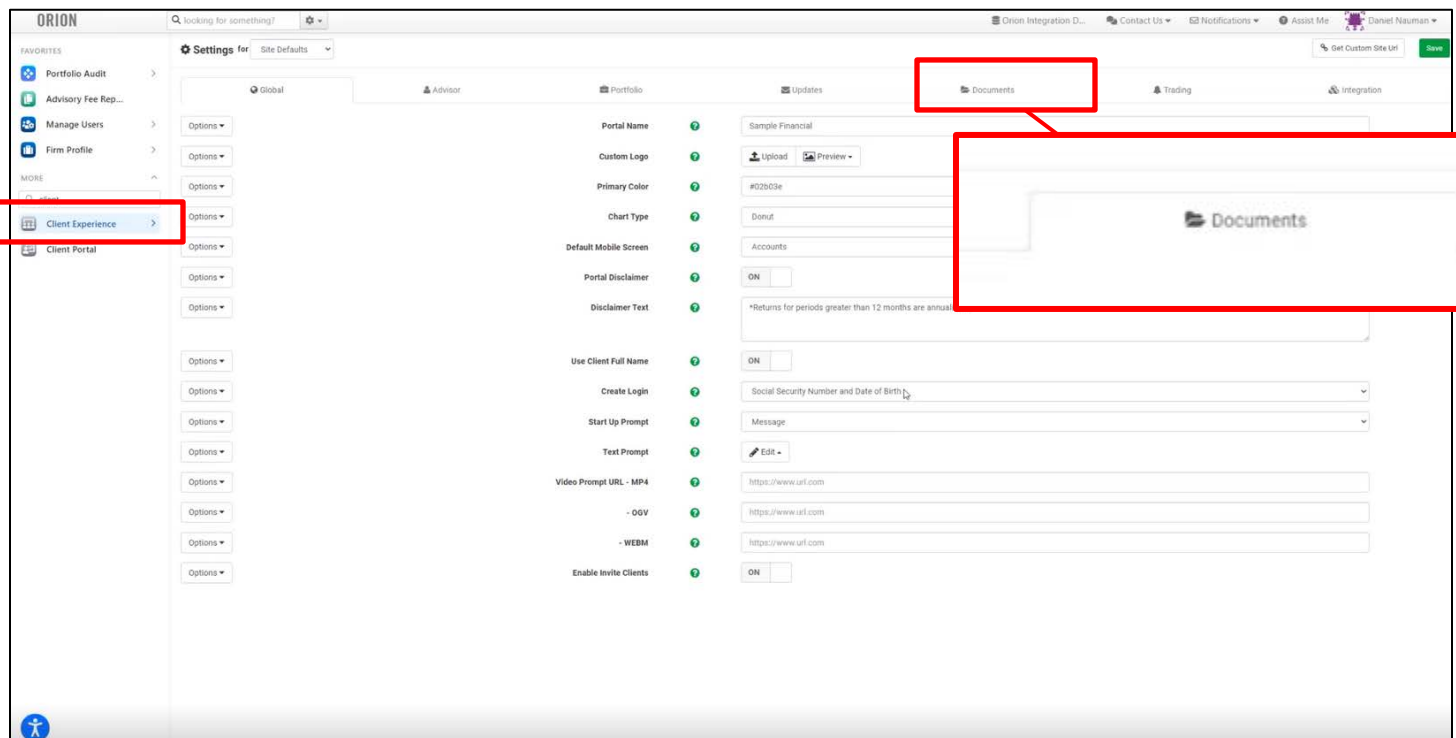 ORION
looking for something?
Orion Integration D...
Contact Us
Notifications
Assist Me
Daniel Nauman
FAVORITES
Portfolio Audit
Advisory Fee Rep...
Manage Users
Firm Profile
MORE
client
Client Experience
Client Portal
Settings for Site Defaults
Get Custom Site Url
Save
Global
Advisor
Portfolio
Updates
Documents
Trading
Integration
Options Portal Name Sample Financial
Options Custom Logo Upload Preview
Options Primary Color #02b03e
Options Chart Type Donut
Options Default Mobile Screen Accounts
Options Portal Disclaimer ON
Options Disclaimer Text *Returns for periods greater than 12 months are annual
Documents
Options Use Client Full Name ON
Options Create Login Social Security Number and Date of Birth
Options Start Up Prompt Message
Options Text Prompt Edit
Options Video Prompt URL - MP4 https://www.url.com
Options - OGV https://www.url.com
Options - WEBM https://www.url.com
Options Enable Invite Clients ON